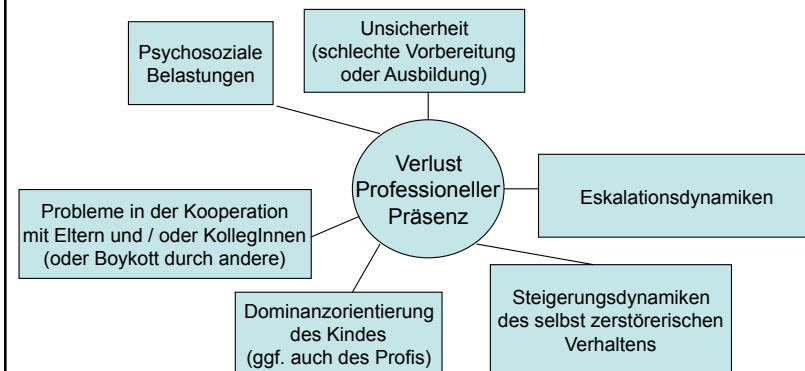 Psychosoziale
Belastungen
Unsicherheit
(schlechte Vorbereitung
oder Ausbildung)
Verlust
Professioneller
Präsenz
Eskalationsdynamiken
Probleme in der Kooperation
mit Eltern und / oder KollegInnen
(oder Boykott durch andere)
Dominanzorientierung
des Kindes
(ggf. auch des Profis)
Steigerungsdynamiken
des selbst zerstörerischen
Verhaltens